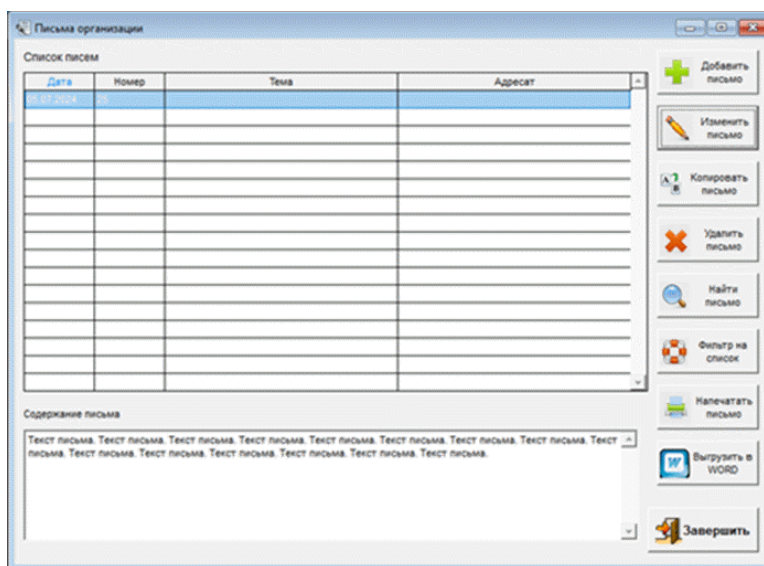 Письма организации
Список писем
Дата Номер Тема Адресат
05.07.2024 25
Добавить
письмо
Изменить
письмо
Копировать
письмо
Удалить
письмо
Найти
письмо
Фильтр на
список
Напечатать
письмо
Выгрузить в
WORD
Завершить
Содержание письма
Текст письма. Текст письма. Текст письма. Текст письма. Текст письма. Текст письма. Текст письма. Текст письма. Текст
письма. Текст письма. Текст письма. Текст письма. Текст письма. Текст письма. Текст письма.